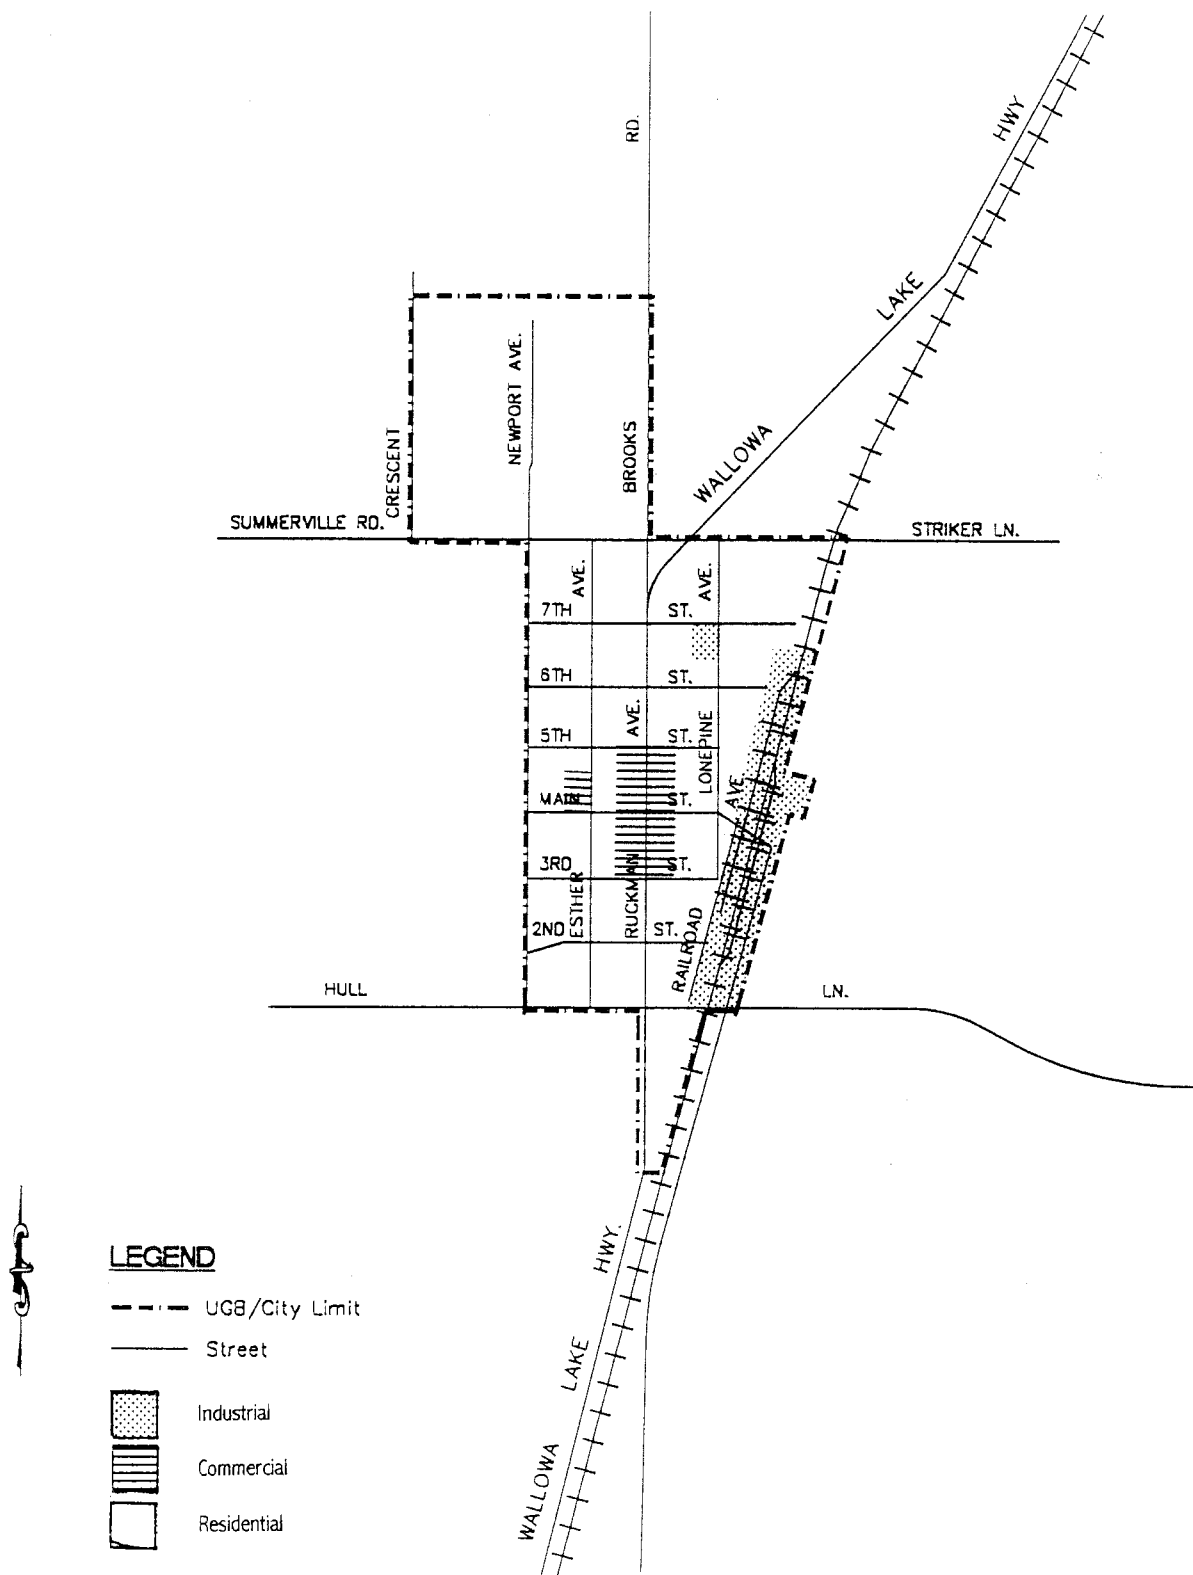 RD.
HWY
LAKE
NEWPORT AVE.
WALLOWA
BROOKS
CRESCENT
SUMMERVILLE RD.
STRIKER LN.
AVE.
AVE.
7TH ST.
6TH ST.
AVE.
5TH ST.
LONEPINE
AVE
MAIN ST.
3RD ST.
ESTHER
RUCKMAN
2ND ST.
RAILROAD
HULL LN.
HWY.
LEGEND
UGB/City Limit
Street
LAKE
Industrial
Commercial
WALLOWA
Residential